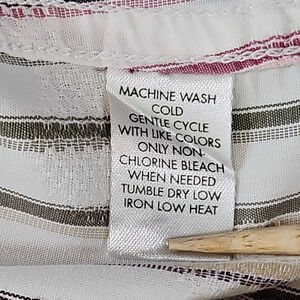 MACHINE WASH
COLD
GENTLE CYCLE
WITH LIKE COLORS
ONLY NON-
CHLORINE BLEACH
WHEN NEEDED
TUMBLE DRY LOW
IRON LOW HEAT